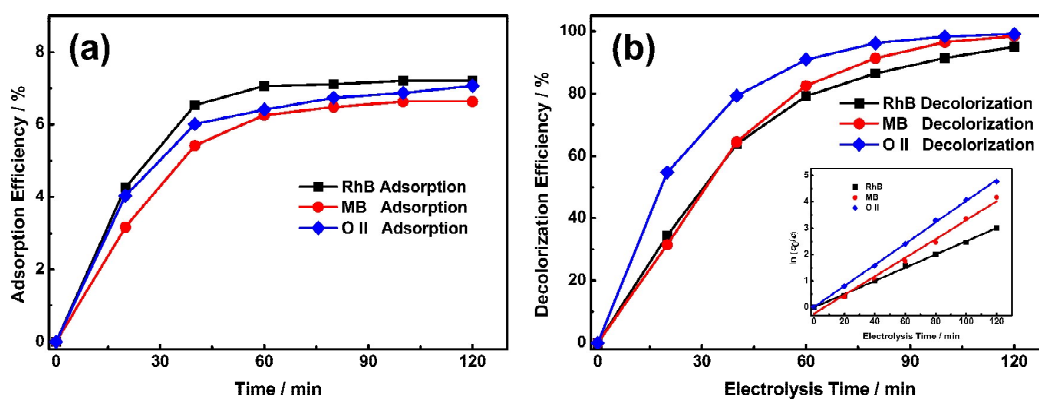 (a)
Adsorption Efficiency / %
8
6
4
2
0
RhB Adsorption
MB Adsorption
O II Adsorption
0 30 60 90 120
Time / min
(b)
Decolorization Efficiency / %
100
80
60
40
20
0
RhB Decolorization
MB Decolorization
O II Decolorization
ln (c0/c)
5
4
3
2
1
0
RhB
MB
O II
0 20 40 60 80 100 120
Electrolysis Time / min
0 30 60 90 120
Electrolysis Time / min